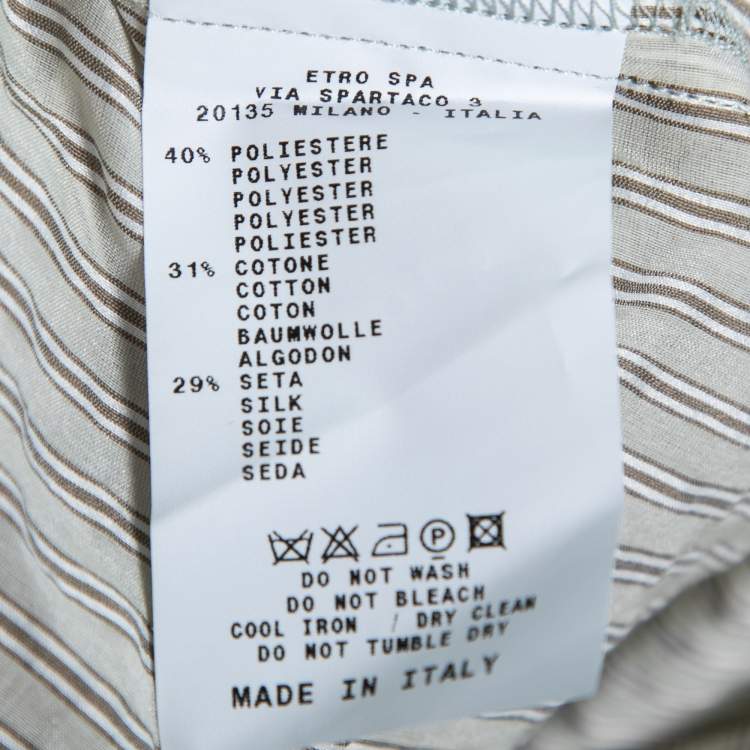 ETRO SPA
VIA SPARTACO 3
20135 MILANO - ITALIA
40% POLIESTERE
POLYESTER
POLYESTER
POLYESTER
POLIESTER
31% COTONE
COTTON
COTON
BAUMWOLLE
ALGODON
29% SETA
SILK
SOIE
SEIDE
SEDA
P
DO NOT WASH
DO NOT BLEACH
COOL IRON / DRY CLEAN
DO NOT TUMBLE DRY
MADE IN ITALY